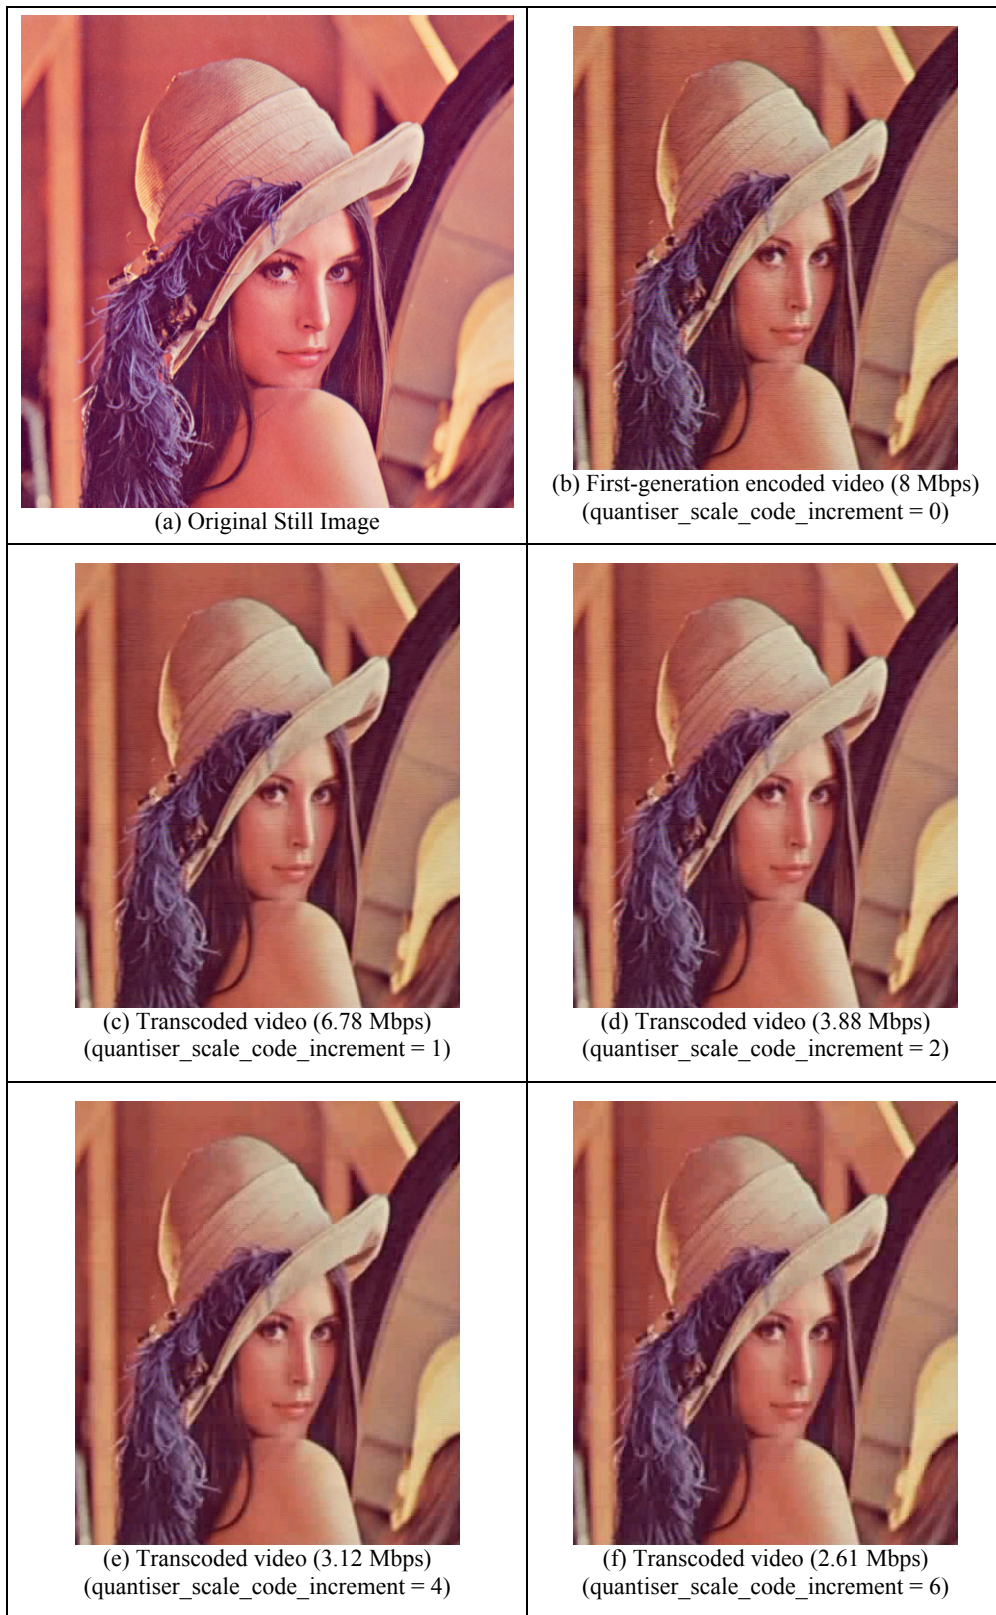 (a) Original Still Image
(b) First-generation encoded video (8 Mbps)
(quantiser_scale_code_increment = 0)
(c) Transcoded video (6.78 Mbps)
(quantiser_scale_code_increment = 1)
(d) Transcoded video (3.88 Mbps)
(quantiser_scale_code_increment = 2)
(e) Transcoded video (3.12 Mbps)
(quantiser_scale_code_increment = 4)
(f) Transcoded video (2.61 Mbps)
(quantiser_scale_code_increment = 6)